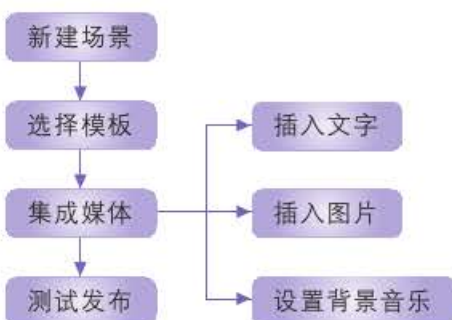 新建场景
选择模板
插入文字
集成媒体
插入图片
测试发布
设置背景音乐